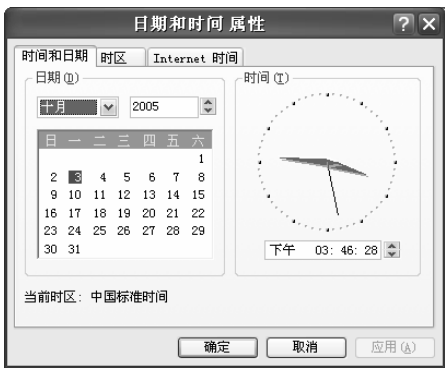 日期和时间 属性
时间和日期 时区 Internet 时间
日期(D)
十月 2005
日 一 二 三 四 五 六
1
2 3 4 5 6 7 8
9 10 11 12 13 14 15
16 17 18 19 20 21 22
23 24 25 26 27 28 29
30 31
时间(T)
下午 03: 46: 28
当前时区: 中国标准时间
确定 取消 应用(A)